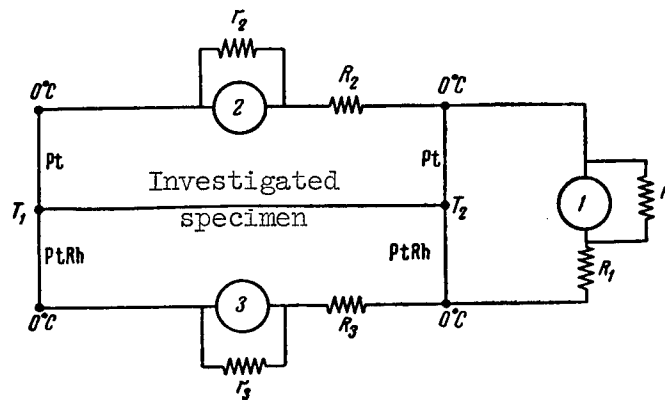 r₂
2
R₂
0°C
0°C
Pt
Pt
Investigated
specimen
T₁
T₂
1
PtRh
PtRh
R₁
0°C
3
R₃
0°C
r₃